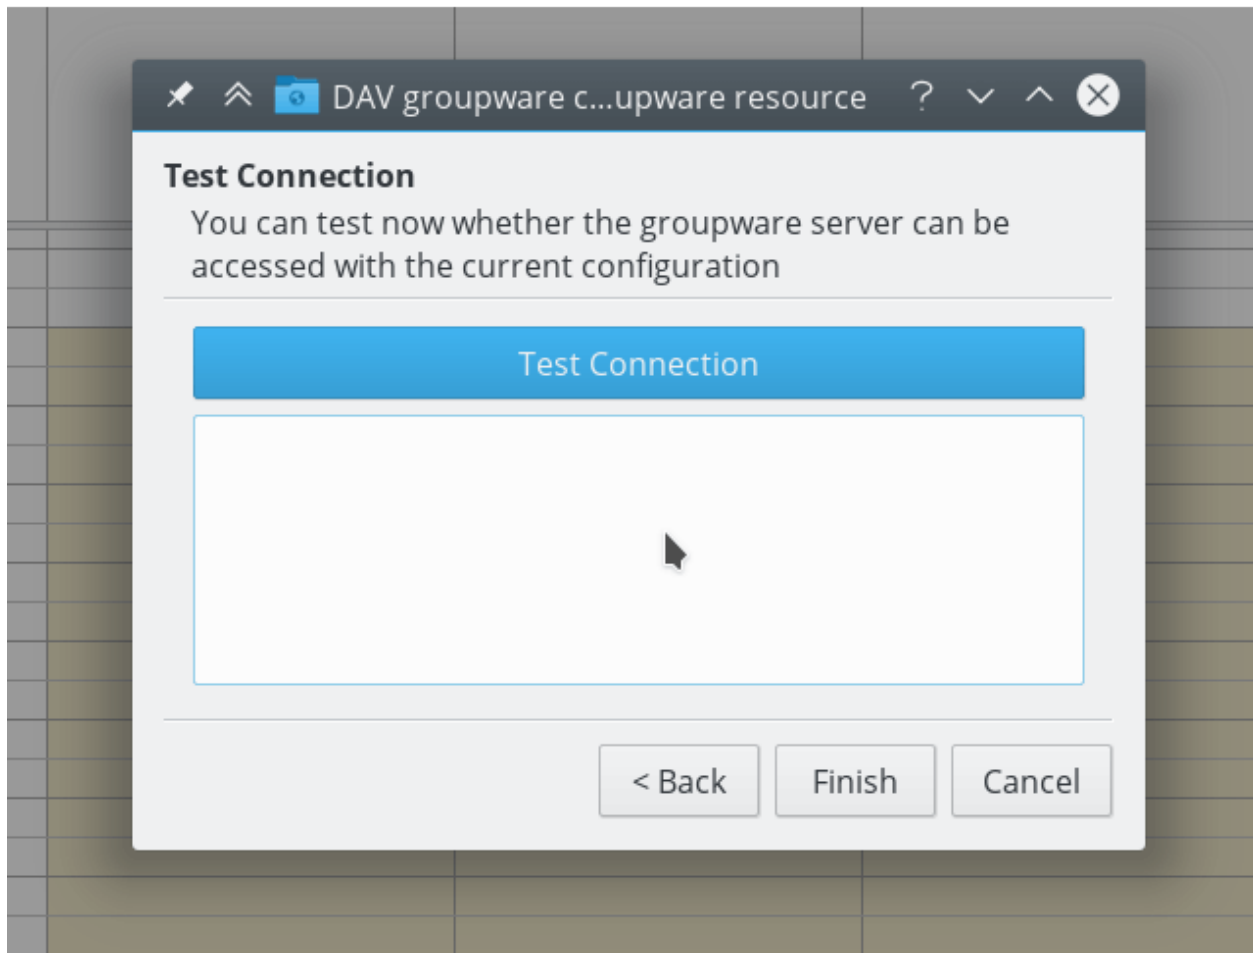 DAV groupware c...upware resource
Test Connection
You can test now whether the groupware server can be
accessed with the current configuration
Test Connection
< Back Finish Cancel